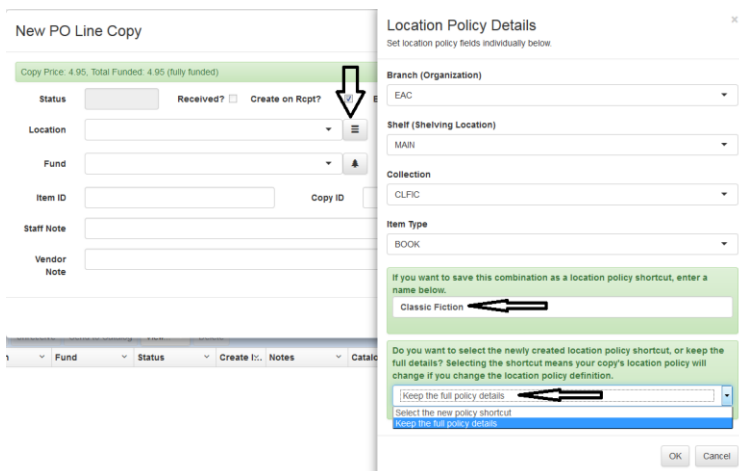 New PO Line Copy
Copy Price: 4.95, Total Funded: 4.95 (fully funded)
Status
Received?
Create on Rcpt?
E
Location
Fund
Item ID
Copy ID
Staff Note
Vendor
Note
n
Fund
Status
Create I...
Notes
Catalo
Location Policy Details
×
Set location policy fields individually below.
Branch (Organization)
EAC
Shelf (Shelving Location)
MAIN
Collection
CLFIC
Item Type
BOOK
If you want to save this combination as a location policy shortcut, enter a
name below.
Classic Fiction
Do you want to select the newly created location policy shortcut, or keep the
full details? Selecting the shortcut means your copy's location policy will
change if you change the location policy definition.
Keep the full policy details
Select the new policy shortcut
Keep the full policy details
OK
Cancel